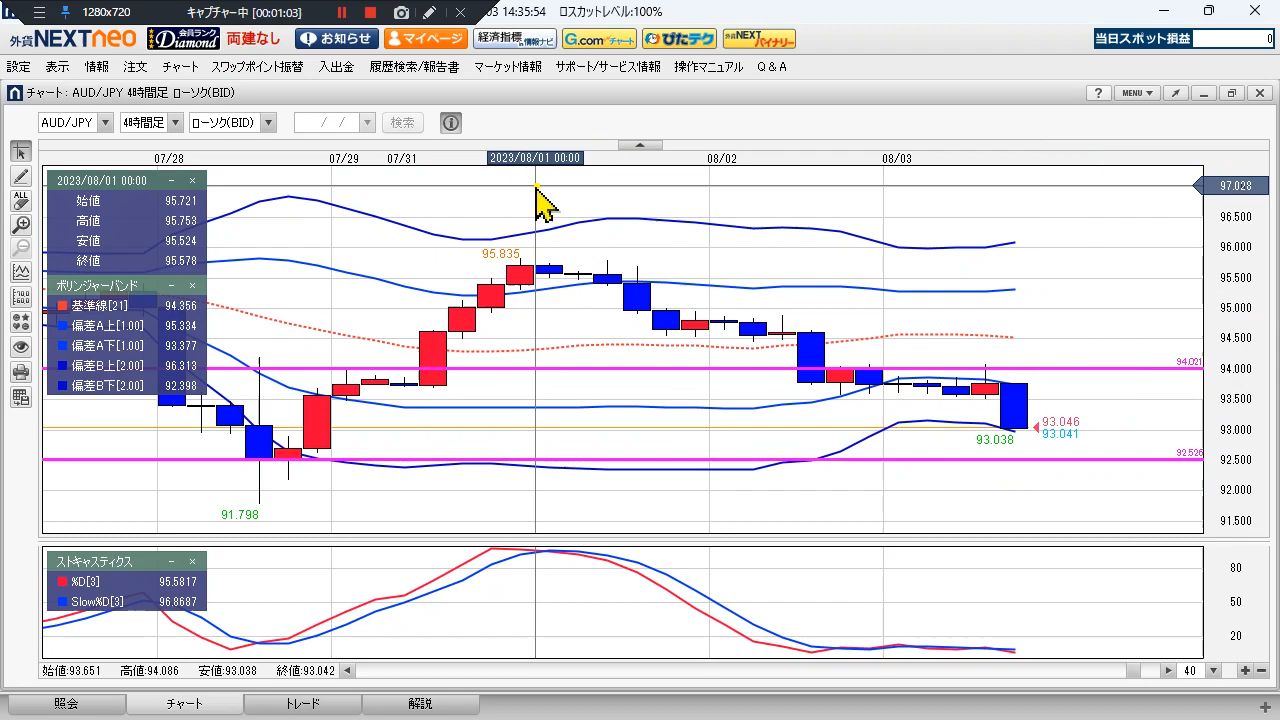 1280x720 キャプチャー中 [00:01:03]
03 14:35:54 ロスカットレベル:100%
外貨NEXTneo 会員ランク Diamond 両建なし お知らせ マイページ 経済指標 情報ナビ G.comチャート ぴたテク 外貨NEXTバイナリー 当日スポット損益 0
設定 表示 情報 注文 チャート スワップポイント振替 入出金 履歴検索/報告書 マーケット情報 サポート/サービス情報 操作マニュアル Q&A
チャート : AUD/JPY 4時間足 ローソク(BID) ? MENU
AUD/JPY 4時間足 ローソク(BID) / / 検索
07/28 07/29 07/31 2023/08/01 00:00 08/02 08/03
ALL
2023/08/01 00:00
始値 95.721
高値 95.753
安値 95.524
終値 95.578
ボリンジャーバンド
基準線[21] 94.356
偏差A上[1.00] 95.334
偏差A下[1.00] 93.377
偏差B上[2.00] 96.313
偏差B下[2.00] 92.398
95.835
91.798
94.021
93.046
93.041
93.038
92.526
97.028
96.500
96.000
95.500
95.000
94.500
94.000
93.500
93.000
92.500
92.000
91.500
ストキャスティクス
%D[3] 95.5817
Slow%D[3] 96.8687
80
50
20
始値:93.651 高値:94.086 安値:93.038 終値:93.042 40
照会 チャート トレード 解説